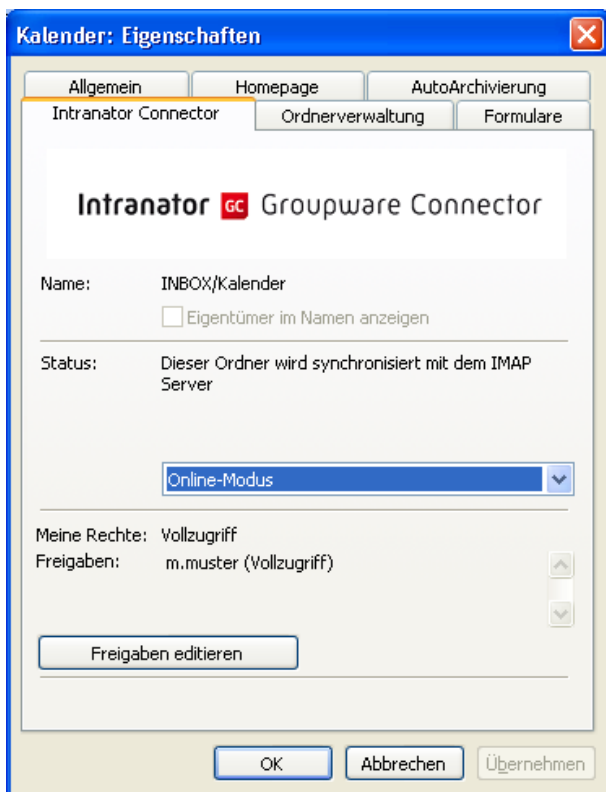 Kalender: Eigenschaften
Allgemein
Homepage
AutoArchivierung
Intranator Connector
Ordnerverwaltung
Formulare
Intranator GC Groupware Connector
Name: INBOX/Kalender
Eigentümer im Namen anzeigen
Status: Dieser Ordner wird synchronisiert mit dem IMAP
Server
Online-Modus
Meine Rechte: Vollzugriff
Freigaben: m.muster (Vollzugriff)
Freigaben editieren
OK
Abbrechen
Übernehmen